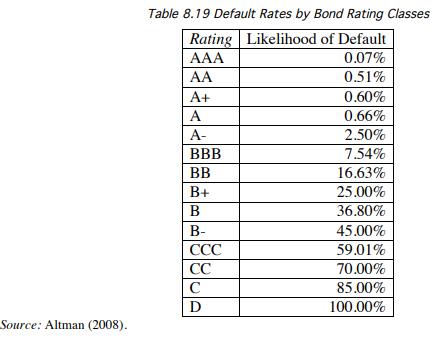 Table 8.19 Default Rates by Bond Rating Classes
Rating Likelihood of Default
AAA 0.07%
AA 0.51%
A+ 0.60%
A 0.66%
A- 2.50%
BBB 7.54%
BB 16.63%
B+ 25.00%
B 36.80%
B- 45.00%
CCC 59.01%
CC 70.00%
C 85.00%
D 100.00%
Source: Altman (2008).